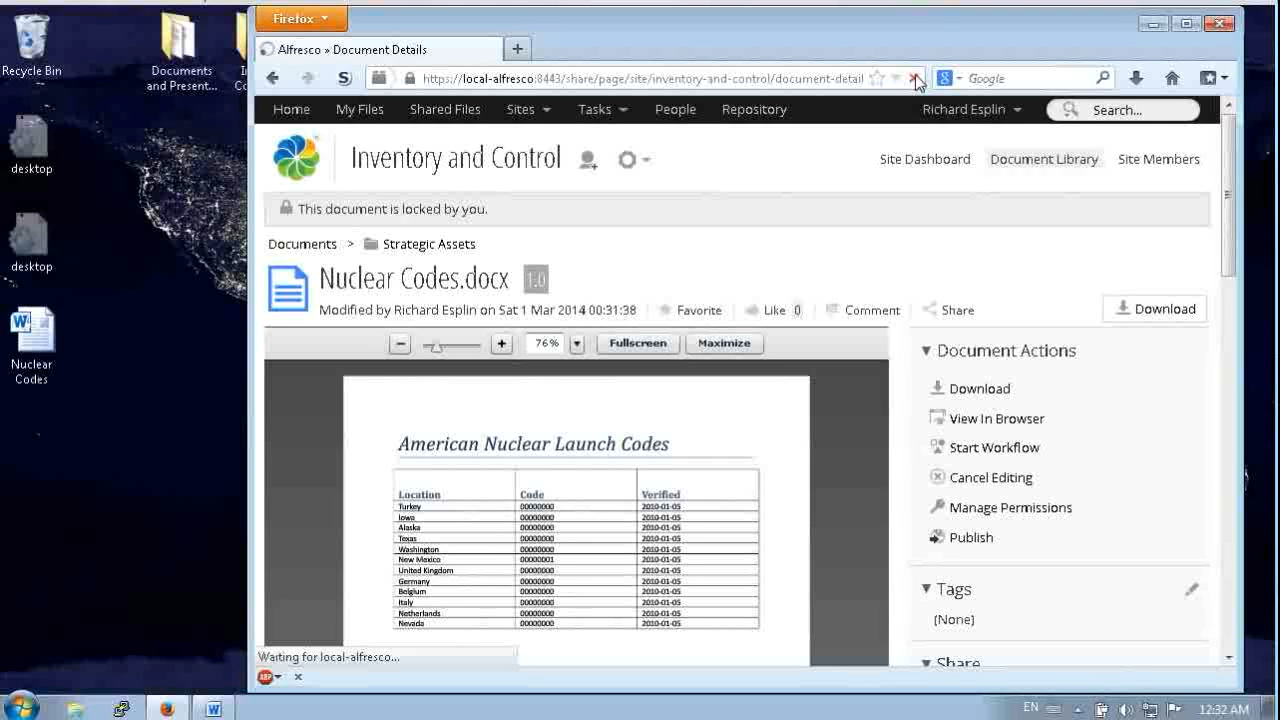 Recycle Bin
Documents
and Present...
desktop
desktop
Nuclear
Codes
Firefox
Alfresco » Document Details
https://local-alfresco:8443/share/page/site/inventory-and-control/document-detail
Google
Home My Files Shared Files Sites Tasks People Repository Richard Esplin Search...
Inventory and Control Site Dashboard Document Library Site Members
This document is locked by you.
Documents > Strategic Assets
Nuclear Codes.docx 1.0
Modified by Richard Esplin on Sat 1 Mar 2014 00:31:38 Favorite Like 0 Comment Share Download
76% Fullscreen Maximize
American Nuclear Launch Codes
Location Code Verified
Turkey 00000000 2010-01-05
Iowa 00000000 2010-01-05
Alaska 00000000 2010-01-05
Texas 00000000 2010-01-05
Washington 00000000 2010-01-05
New Mexico 00000001 2010-01-05
United Kingdom 00000000 2010-01-05
Germany 00000000 2010-01-05
Belgium 00000000 2010-01-05
Italy 00000000 2010-01-05
Netherlands 00000000 2010-01-05
Nevada 00000000 2010-01-05
Document Actions
Download
View In Browser
Start Workflow
Cancel Editing
Manage Permissions
Publish
Tags
(None)
Share
Waiting for local-alfresco...
ABP
EN 12:32 AM